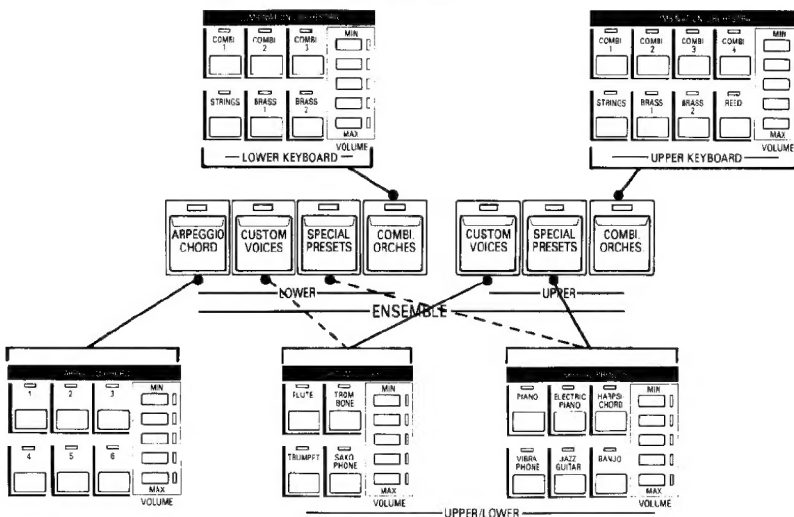 COMBI 1 COMBI 2 COMBI 3 MIN
STRINGS BRASS 1 BRASS 2 MAX
VOLUME
LOWER KEYBOARD
COMBI 1 COMBI 2 COMBI 3 COMBI 4 MIN
STRINGS BRASS 1 BRASS 2 REED MAX
VOLUME
UPPER KEYBOARD
ARPEGGIO CHORD CUSTOM VOICES SPECIAL PRESETS COMBI. ORCHES
CUSTOM VOICES SPECIAL PRESETS COMBI. ORCHES
LOWER UPPER
ENSEMBLE
1 2 3 MIN
4 5 6 MAX
VOLUME
FLUTE TROM BONE MIN
TRUMPET SAXO PHONE MAX
VOLUME
PIANO ELECTRIC PIANO HARPSI CHORD MIN
VIBRA PHONE JAZZ GUITAR BANJO MAX
VOLUME
UPPER/LOWER